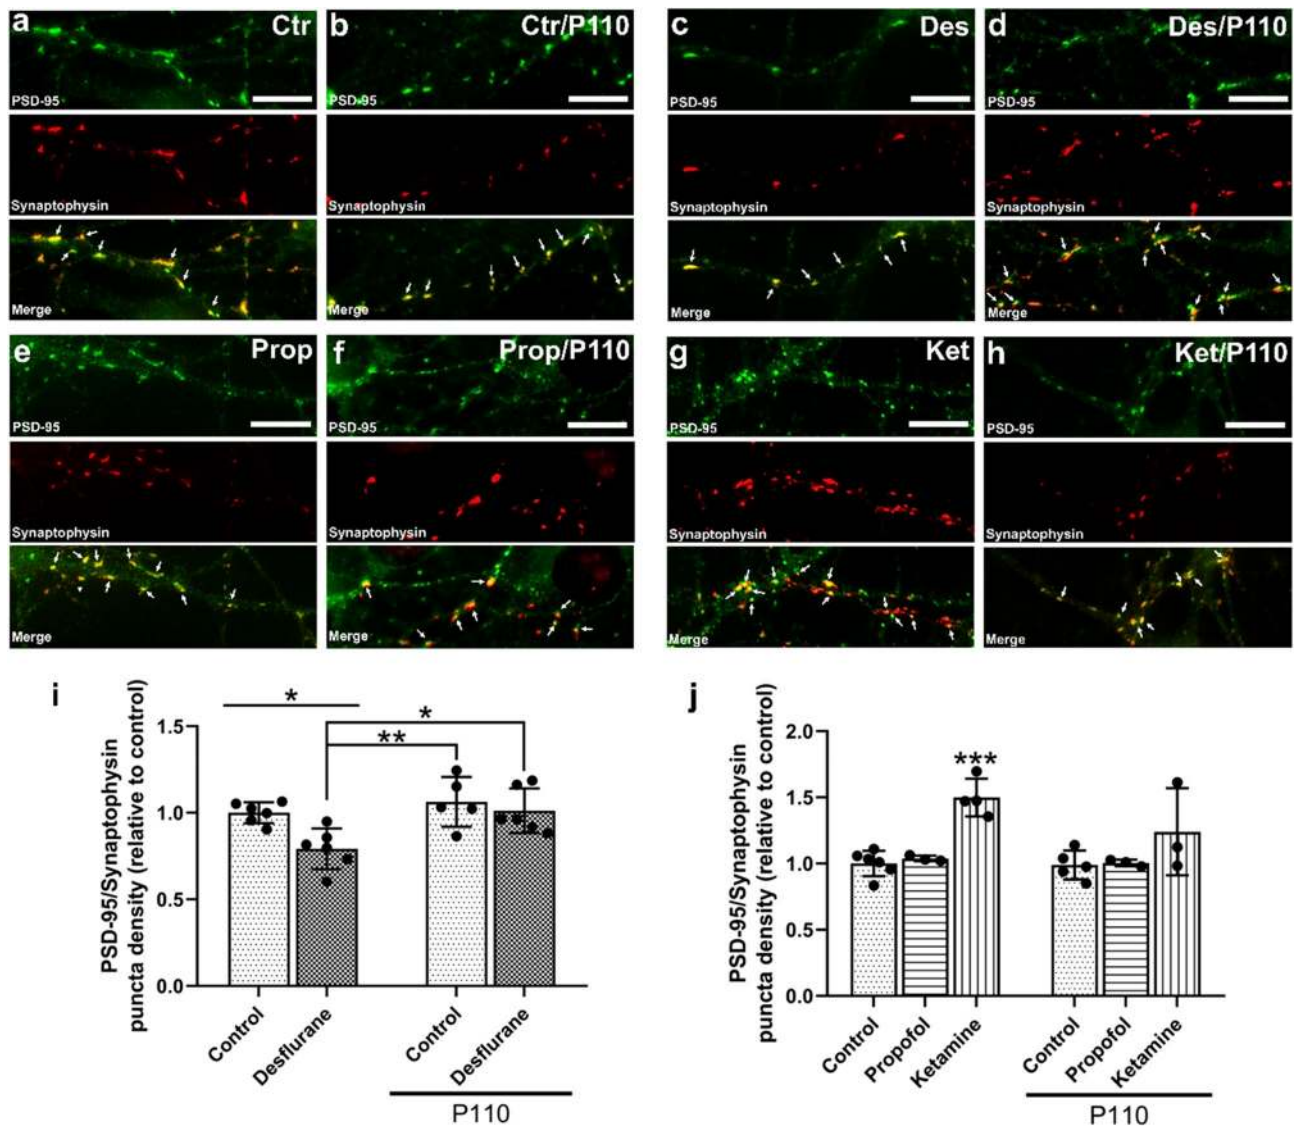 a Ctr
PSD-95
Synaptophysin
Merge
b Ctr/P110
PSD-95
Synaptophysin
Merge
c Des
PSD-95
Synaptophysin
Merge
d Des/P110
PSD-95
Synaptophysin
Merge
e Prop
PSD-95
Synaptophysin
Merge
f Prop/P110
PSD-95
Synaptophysin
Merge
g Ket
PSD-95
Synaptophysin
Merge
h Ket/P110
PSD-95
Synaptophysin
Merge
i
PSD-95/Synaptophysin
puncta density (relative to control)
1.5
1.0
0.5
0.0
*
*
**
Control
Desflurane
Control
Desflurane
P110
j
PSD-95/Synaptophysin
puncta density (relative to control)
2.0
1.5
1.0
0.5
0.0
***
Control
Propofol
Ketamine
Control
Propofol
Ketamine
P110